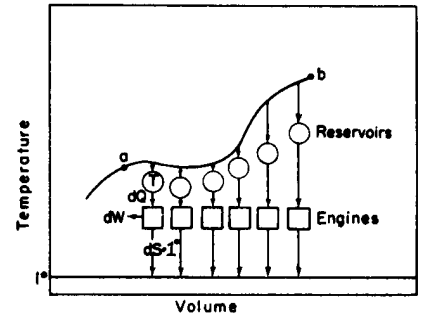 b
a
Reservoirs
T
dQ
Temperature
dW
Engines
dS·1°
1°
Volume